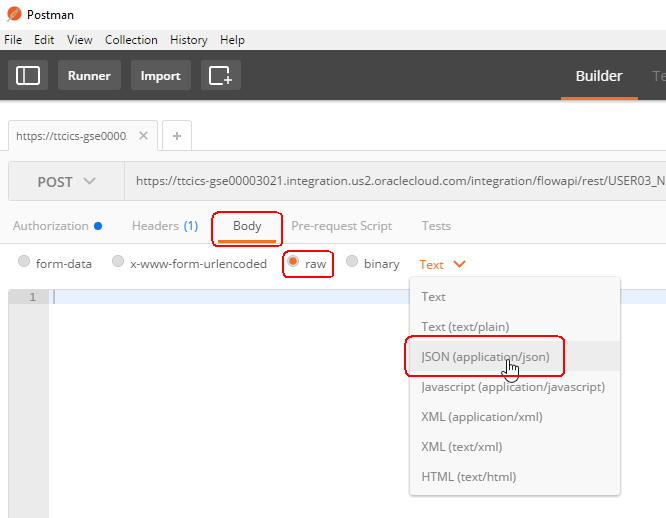 Postman
File Edit View Collection History Help
Runner Import Builder Te
https://ttcics-gse0000
POST https://ttcics-gse00003021.integration.us2.oraclecloud.com/integration/flowapi/rest/USER03_N
Authorization Headers (1) Body Pre-request Script Tests
form-data x-www-form-urlencoded raw binary Text
1
Text
Text (text/plain)
JSON (application/json)
Javascript (application/javascript)
XML (application/xml)
XML (text/xml)
HTML (text/html)